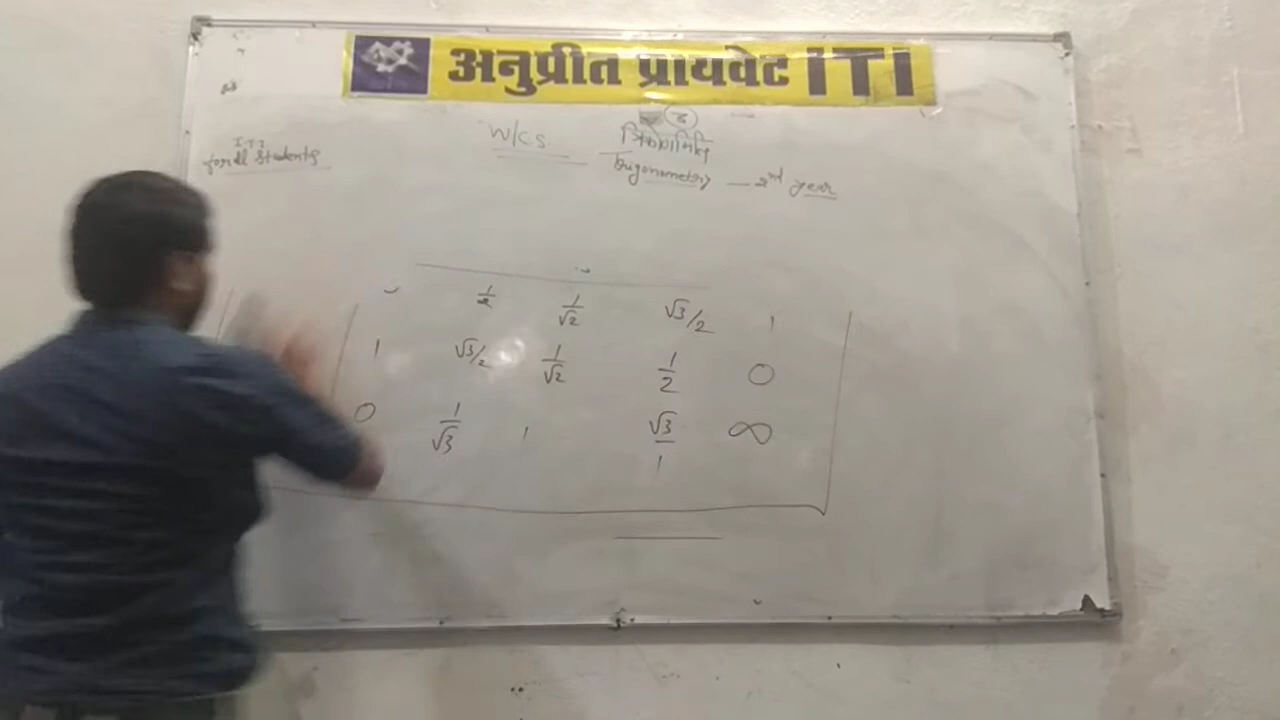 अनुप्रीत प्रायवेट ITI
W/CS त्रिकोणमिति
I.T.I
for all Students
Trigonometry — 2nd year
1/2 1/√2 √3/2 1
1 √3/2 1/√2 1/2 0
0 1/√3 1 √3/1 ∞